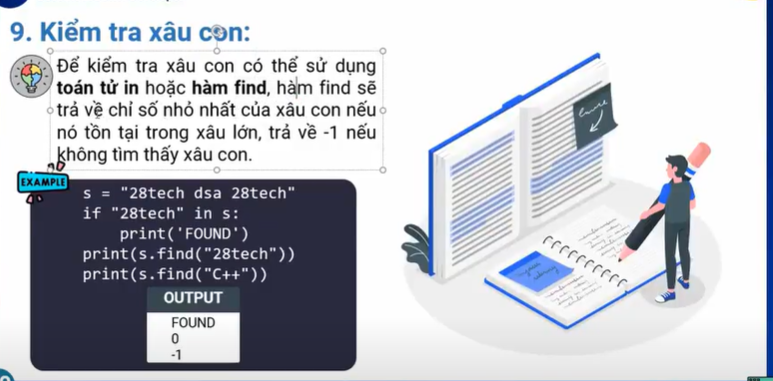 9. Kiểm tra xâu con:
Để kiểm tra xâu con có thể sử dụng
toán tử in hoặc hàm find, hàm find sẽ
trả về chỉ số nhỏ nhất của xâu con nếu
nó tồn tại trong xâu lớn, trả về -1 nếu
không tìm thấy xâu con.
EXAMPLE
s = "28tech dsa 28tech"
if "28tech" in s:
print('FOUND')
print(s.find("28tech"))
print(s.find("C++"))
OUTPUT
FOUND
0
-1